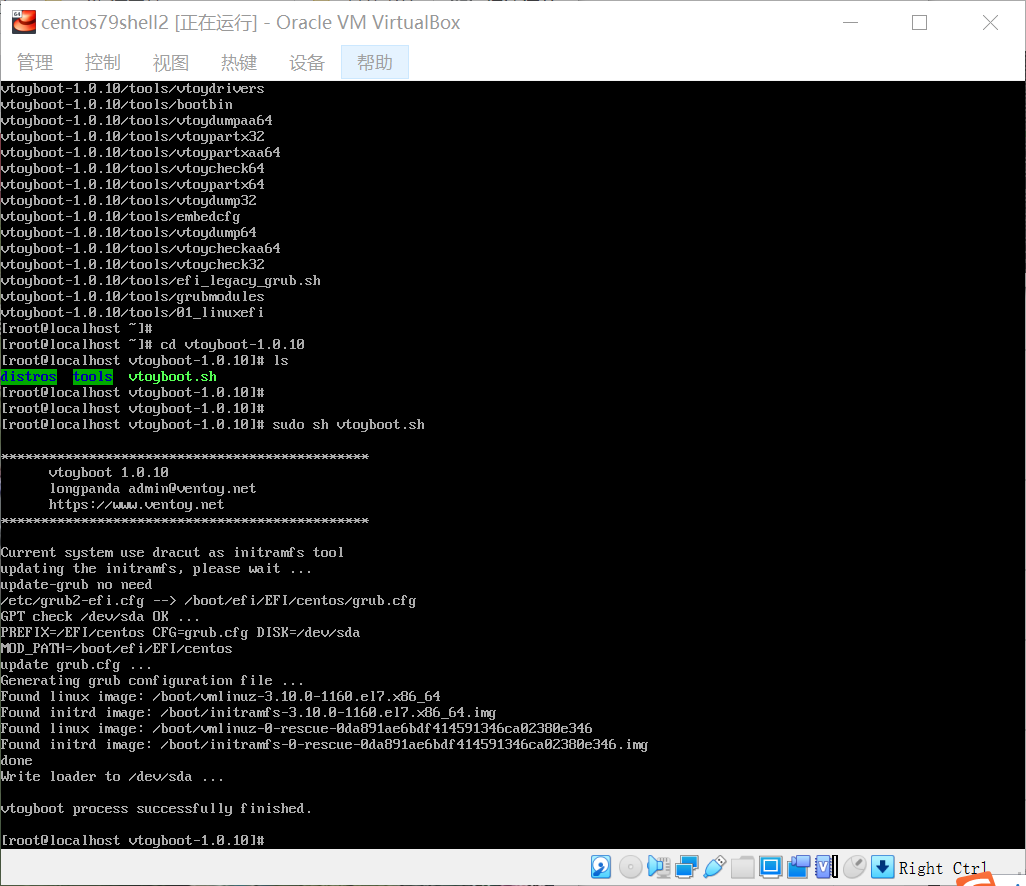 centos79shell2 [正在运行] - Oracle VM VirtualBox
管理 控制 视图 热键 设备 帮助
vtoyboot-1.0.10/tools/vtoydrivers
vtoyboot-1.0.10/tools/bootbin
vtoyboot-1.0.10/tools/vtoydumpaa64
vtoyboot-1.0.10/tools/vtoypartx32
vtoyboot-1.0.10/tools/vtoypartxaa64
vtoyboot-1.0.10/tools/vtoycheck64
vtoyboot-1.0.10/tools/vtoypartx64
vtoyboot-1.0.10/tools/vtoydump32
vtoyboot-1.0.10/tools/embedcfg
vtoyboot-1.0.10/tools/vtoydump64
vtoyboot-1.0.10/tools/vtoycheckaa64
vtoyboot-1.0.10/tools/vtoycheck32
vtoyboot-1.0.10/tools/efi_legacy_grub.sh
vtoyboot-1.0.10/tools/grubmodules
vtoyboot-1.0.10/tools/01_linuxefi
[root@localhost ~]#
[root@localhost ~]# cd vtoyboot-1.0.10
[root@localhost vtoyboot-1.0.10]# ls
distros  tools  vtoyboot.sh
[root@localhost vtoyboot-1.0.10]#
[root@localhost vtoyboot-1.0.10]#
[root@localhost vtoyboot-1.0.10]# sudo sh vtoyboot.sh
**********************************************
vtoyboot 1.0.10
longpanda admin@ventoy.net
https://www.ventoy.net
**********************************************
Current system use dracut as initramfs tool
updating the initramfs, please wait ...
update-grub no need
/etc/grub2-efi.cfg --> /boot/efi/EFI/centos/grub.cfg
GPT check /dev/sda OK ...
PREFIX=/EFI/centos CFG=grub.cfg DISK=/dev/sda
MOD_PATH=/boot/efi/EFI/centos
update grub.cfg ...
Generating grub configuration file ...
Found linux image: /boot/vmlinuz-3.10.0-1160.el7.x86_64
Found initrd image: /boot/initramfs-3.10.0-1160.el7.x86_64.img
Found linux image: /boot/vmlinuz-0-rescue-0da891ae6bdf414591346ca02380e346
Found initrd image: /boot/initramfs-0-rescue-0da891ae6bdf414591346ca02380e346.img
done
Write loader to /dev/sda ...
vtoyboot process successfully finished.
[root@localhost vtoyboot-1.0.10]#
Right Ctrl